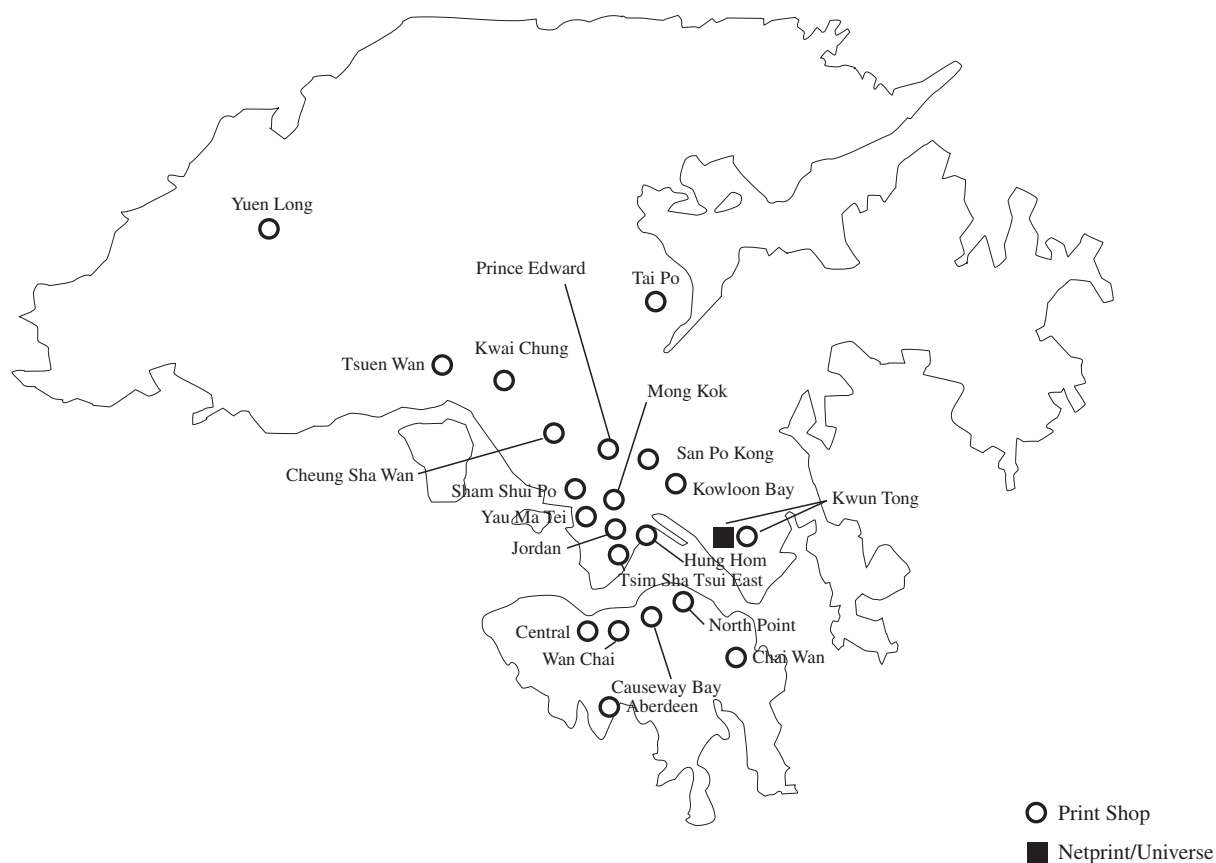 Yuen Long
Prince Edward
Tai Po
Kwai Chung
Tsuen Wan
Mong Kok
San Po Kong
Cheung Sha Wan
Sham Shui Po
Kowloon Bay
Kwun Tong
Yau Ma Tei
Jordan
Hung Hom
Tsim Sha Tsui East
North Point
Central
Wan Chai
Chai Wan
Causeway Bay
Aberdeen
Print Shop
Netprint/Universe